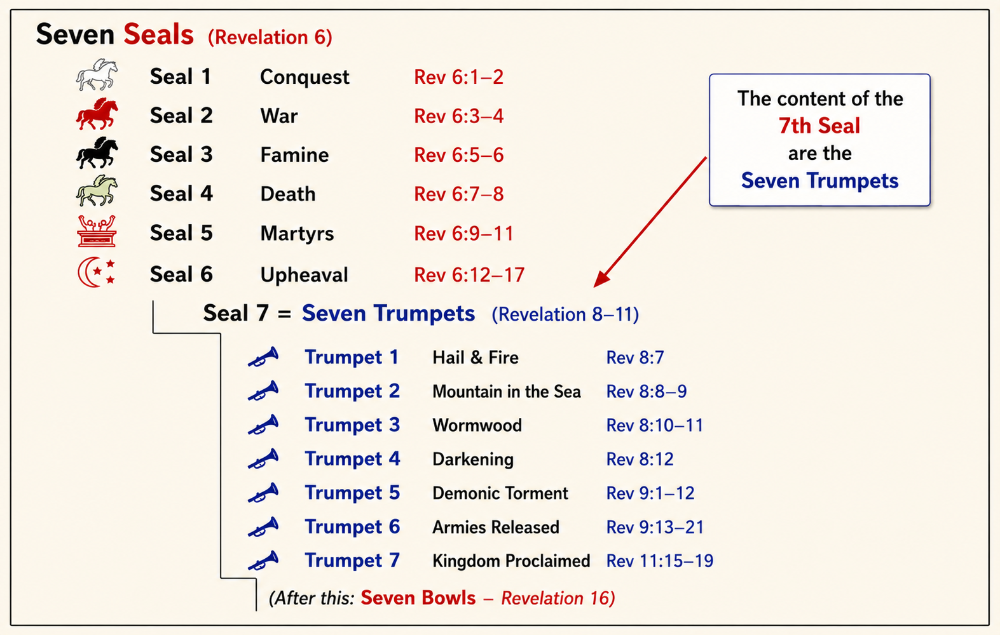 Seven Seals (Revelation 6)
Seal 1 Conquest Rev 6:1–2
Seal 2 War Rev 6:3–4
Seal 3 Famine Rev 6:5–6
Seal 4 Death Rev 6:7–8
Seal 5 Martyrs Rev 6:9–11
Seal 6 Upheaval Rev 6:12–17
The content of the
7th Seal
are the
Seven Trumpets
Seal 7 = Seven Trumpets (Revelation 8–11)
Trumpet 1 Hail & Fire Rev 8:7
Trumpet 2 Mountain in the Sea Rev 8:8–9
Trumpet 3 Wormwood Rev 8:10–11
Trumpet 4 Darkening Rev 8:12
Trumpet 5 Demonic Torment Rev 9:1–12
Trumpet 6 Armies Released Rev 9:13–21
Trumpet 7 Kingdom Proclaimed Rev 11:15–19
(After this: Seven Bowls – Revelation 16)